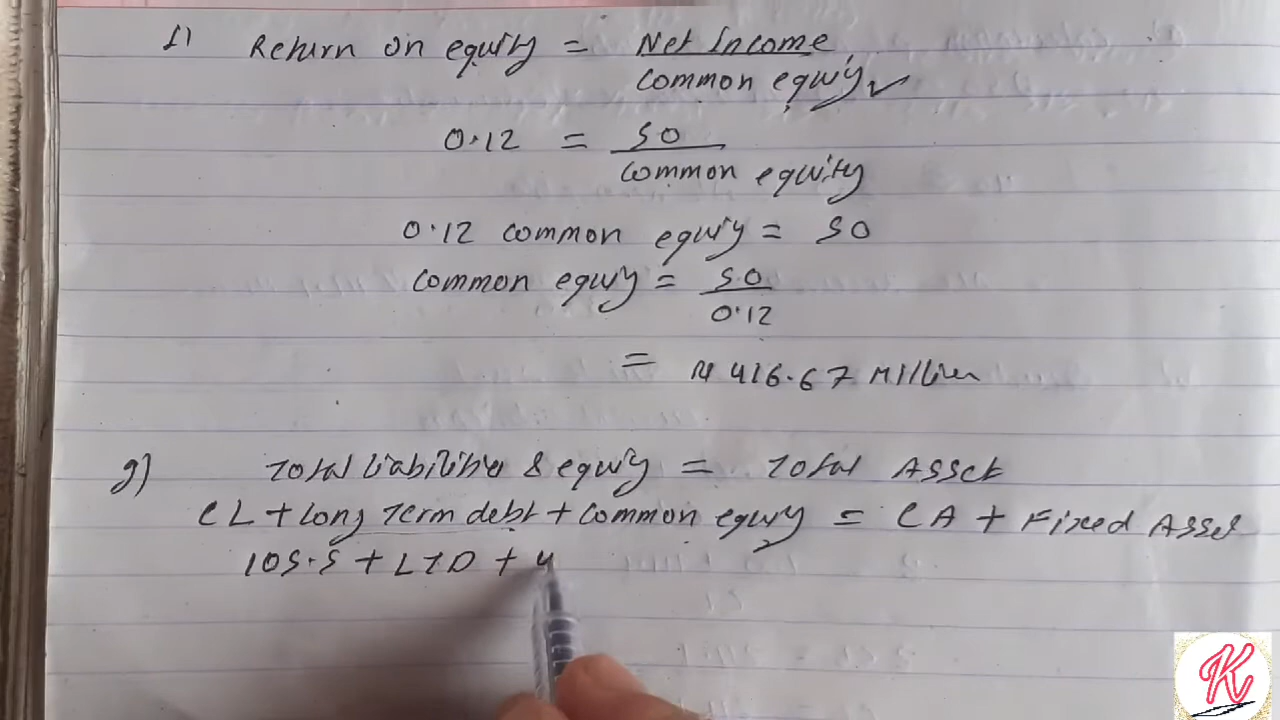 f) Return on equity = Net Income / Common equity ✓
0.12 = 50 / Common equity
0.12 common equity = 50
Common equity = 50 / 0.12
= Rs 416.67 Million
g) Total Liabilities & equity = Total Asset
CL + Long Term debt + Common equity = CA + Fixed Asset
105.5 + LTD + 4
K